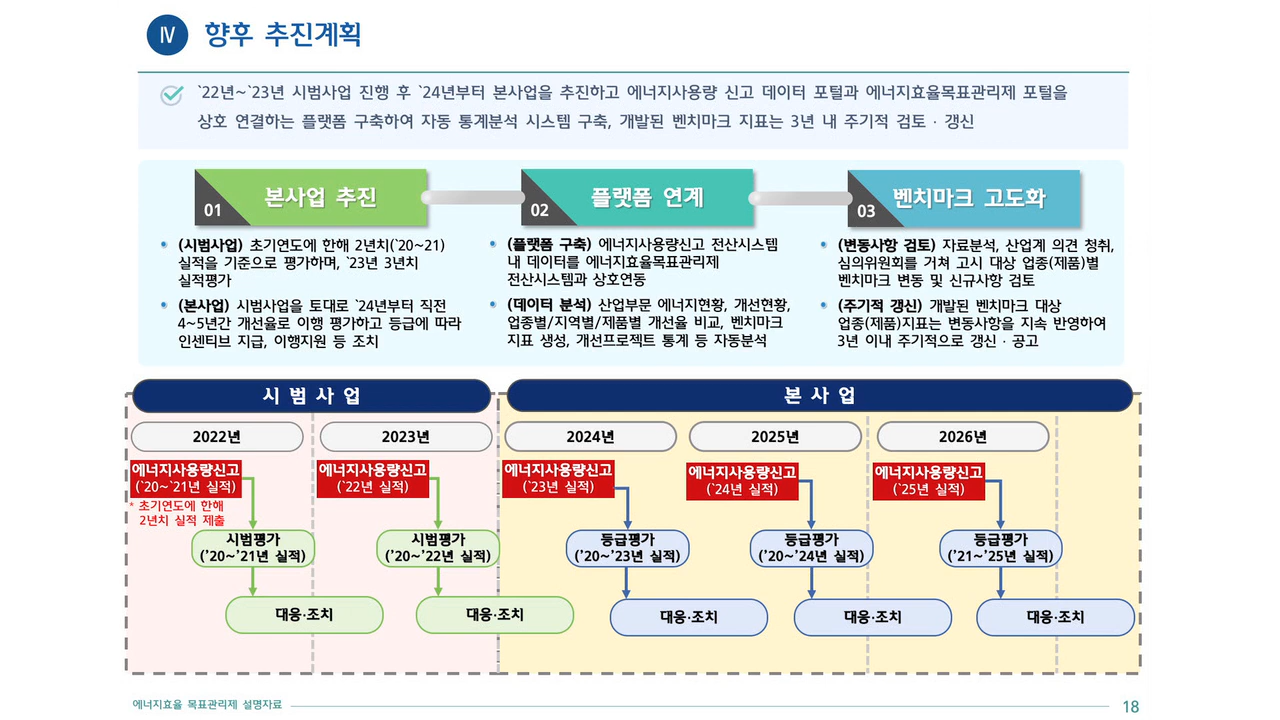 Ⅳ 향후 추진계획
`22년~`23년 시범사업 진행 후 `24년부터 본사업을 추진하고 에너지사용량 신고 데이터 포털과 에너지효율목표관리제 포털을
상호 연결하는 플랫폼 구축하여 자동 통계분석 시스템 구축, 개발된 벤치마크 지표는 3년 내 주기적 검토 · 갱신
01 본사업 추진
• (시범사업) 초기연도에 한해 2년치(`20~21)
실적을 기준으로 평가하며, `23년 3년치
실적평가
• (본사업) 시범사업을 토대로 `24년부터 직전
4~5년간 개선율로 이행 평가하고 등급에 따라
인센티브 지급, 이행지원 등 조치
02 플랫폼 연계
• (플랫폼 구축) 에너지사용량신고 전산시스템
내 데이터를 에너지효율목표관리제
전산시스템과 상호연동
• (데이터 분석) 산업부문 에너지현황, 개선현황,
업종별/지역별/제품별 개선율 비교, 벤치마크
지표 생성, 개선프로젝트 통계 등 자동분석
03 벤치마크 고도화
• (변동사항 검토) 자료분석, 산업계 의견 청취,
심의위원회를 거쳐 고시 대상 업종(제품)별
벤치마크 변동 및 신규사항 검토
• (주기적 갱신) 개발된 벤치마크 대상
업종(제품)지표는 변동사항을 지속 반영하여
3년 이내 주기적으로 갱신 · 공고
시 범 사 업
본 사 업
2022년
2023년
2024년
2025년
2026년
에너지사용량신고
(`20~`21년 실적)
* 초기연도에 한해
2년치 실적 제출
에너지사용량신고
(`22년 실적)
에너지사용량신고
(`23년 실적)
에너지사용량신고
(`24년 실적)
에너지사용량신고
(`25년 실적)
시범평가
('20~'21년 실적)
시범평가
('20~'22년 실적)
등급평가
('20~'23년 실적)
등급평가
('20~'24년 실적)
등급평가
('21~'25년 실적)
대응·조치
대응·조치
대응·조치
대응·조치
대응·조치
에너지효율 목표관리제 설명자료
18